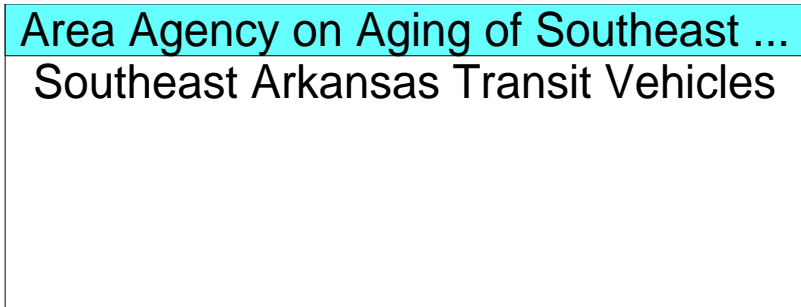 Area Agency on Aging of Southeast ...
Southeast Arkansas Transit Vehicles